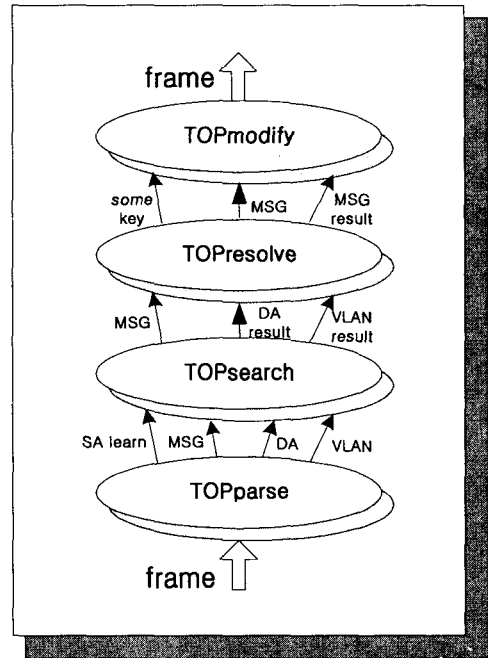 frame
TOPmodify
some key
MSG
MSG result
TOPresolve
MSG
DA result
VLAN result
TOPsearch
SA learn
MSG
DA
VLAN
TOPparse
frame